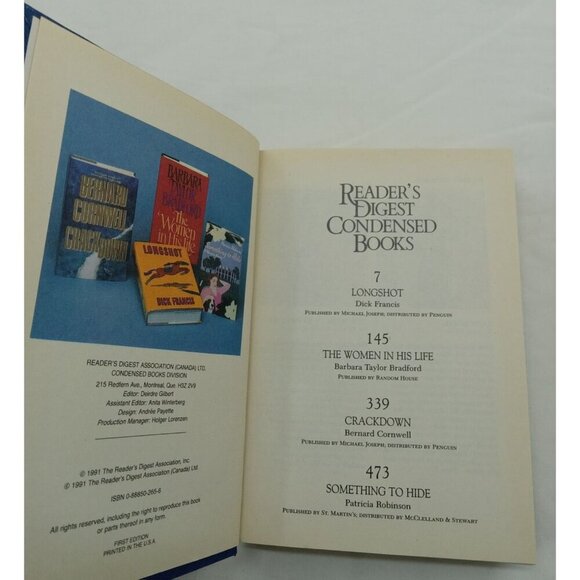 BERNARD
CORNWELL
CRACKDOWN
BARBARA
TAYLOR
BRADFORD
The
Women
in His Life
LONGSHOT
DICK FRANCIS
READER'S DIGEST ASSOCIATION (CANADA) LTD.
CONDENSED BOOKS DIVISION
215 Redfern Ave., Montreal, Que. H3Z 2V9
Editor: Deirdre Gilbert
Assistant Editor: Anita Winterberg
Design: Andrée Payette
Production Manager: Holger Lorenzen
© 1991 The Reader's Digest Association, Inc.
© 1991 The Reader's Digest Association (Canada) Ltd.
ISBN 0-88850-265-6
All rights reserved, including the right to reproduce this book
or parts thereof in any form.
FIRST EDITION
PRINTED IN THE U.S.A.
READER'S
DIGEST
CONDENSED
BOOKS
7
LONGSHOT
Dick Francis
PUBLISHED BY MICHAEL JOSEPH; DISTRIBUTED BY PENGUIN
145
THE WOMEN IN HIS LIFE
Barbara Taylor Bradford
PUBLISHED BY RANDOM HOUSE
339
CRACKDOWN
Bernard Cornwell
PUBLISHED BY MICHAEL JOSEPH; DISTRIBUTED BY PENGUIN
473
SOMETHING TO HIDE
Patricia Robinson
PUBLISHED BY ST. MARTIN'S; DISTRIBUTED BY MCCLELLAND & STEWART